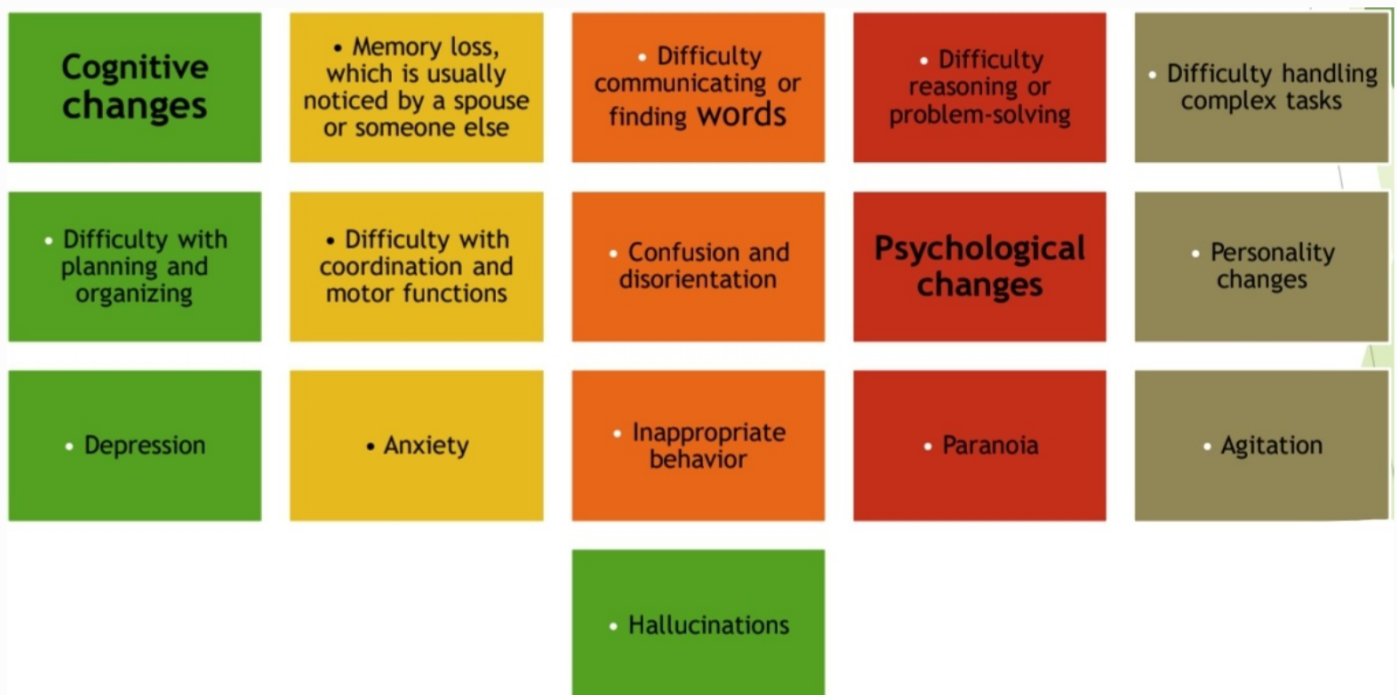 Cognitive
changes
• Memory loss,
which is usually
noticed by a spouse
or someone else
• Difficulty
communicating or
finding words
• Difficulty
reasoning or
problem-solving
• Difficulty handling
complex tasks
• Difficulty with
planning and
organizing
• Difficulty with
coordination and
motor functions
• Confusion and
disorientation
Psychological
changes
• Personality
changes
• Depression
• Anxiety
• Inappropriate
behavior
• Paranoia
• Agitation
• Hallucinations